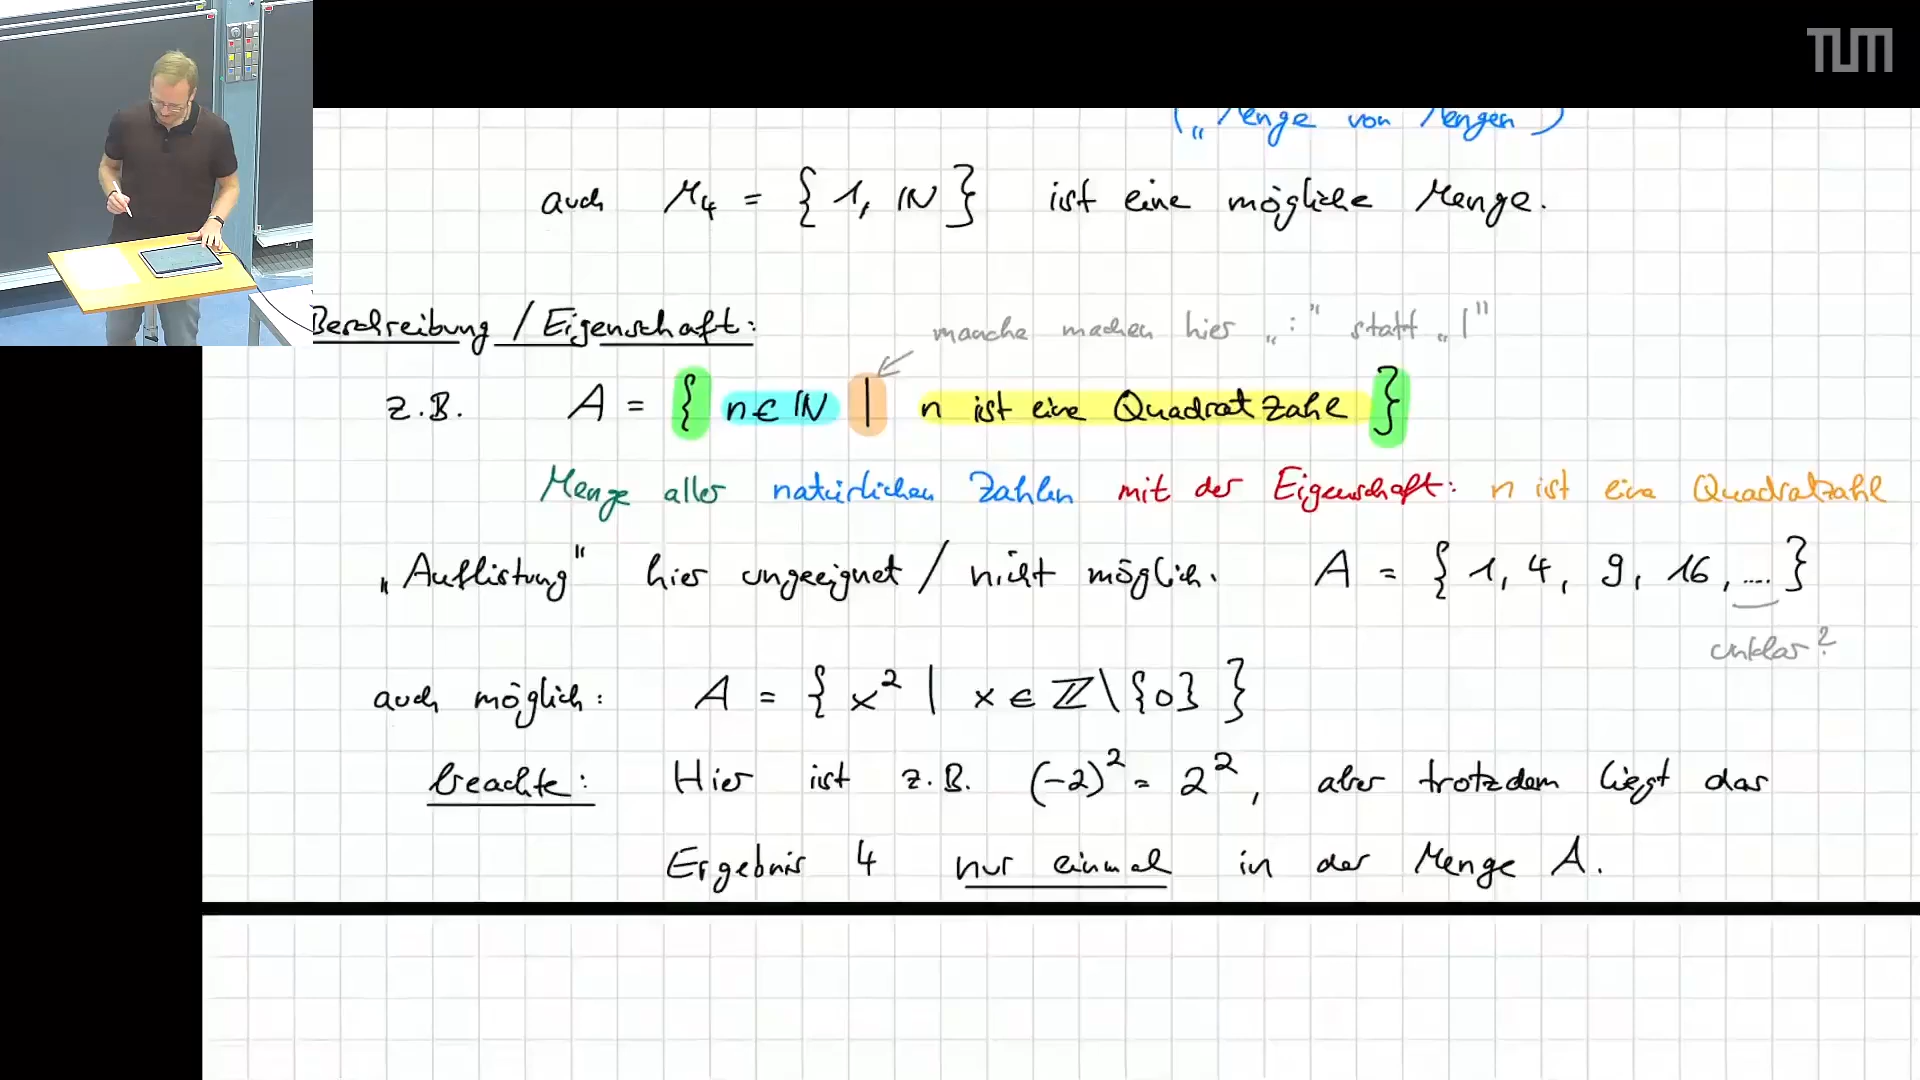 TUM
(„Menge von Mengen)
auch M₄ = { 1, ℕ } ist eine mögliche Menge.
Beschreibung / Eigenschaft:
manche machen hier „:" statt „|"
z.B. A = { n ∈ ℕ | n ist eine Quadratzahl }
Menge aller natürlichen Zahlen mit der Eigenschaft: n ist eine Quadratzahl
„Auflistung" hier ungeeignet / nicht möglich. A = { 1, 4, 9, 16, .... }
unklar?
auch möglich: A = { x² | x ∈ ℤ\{0} }
beachte: Hier ist z.B. (-2)² = 2², aber trotzdem liegt das
Ergebnis 4 nur einmal in der Menge A.